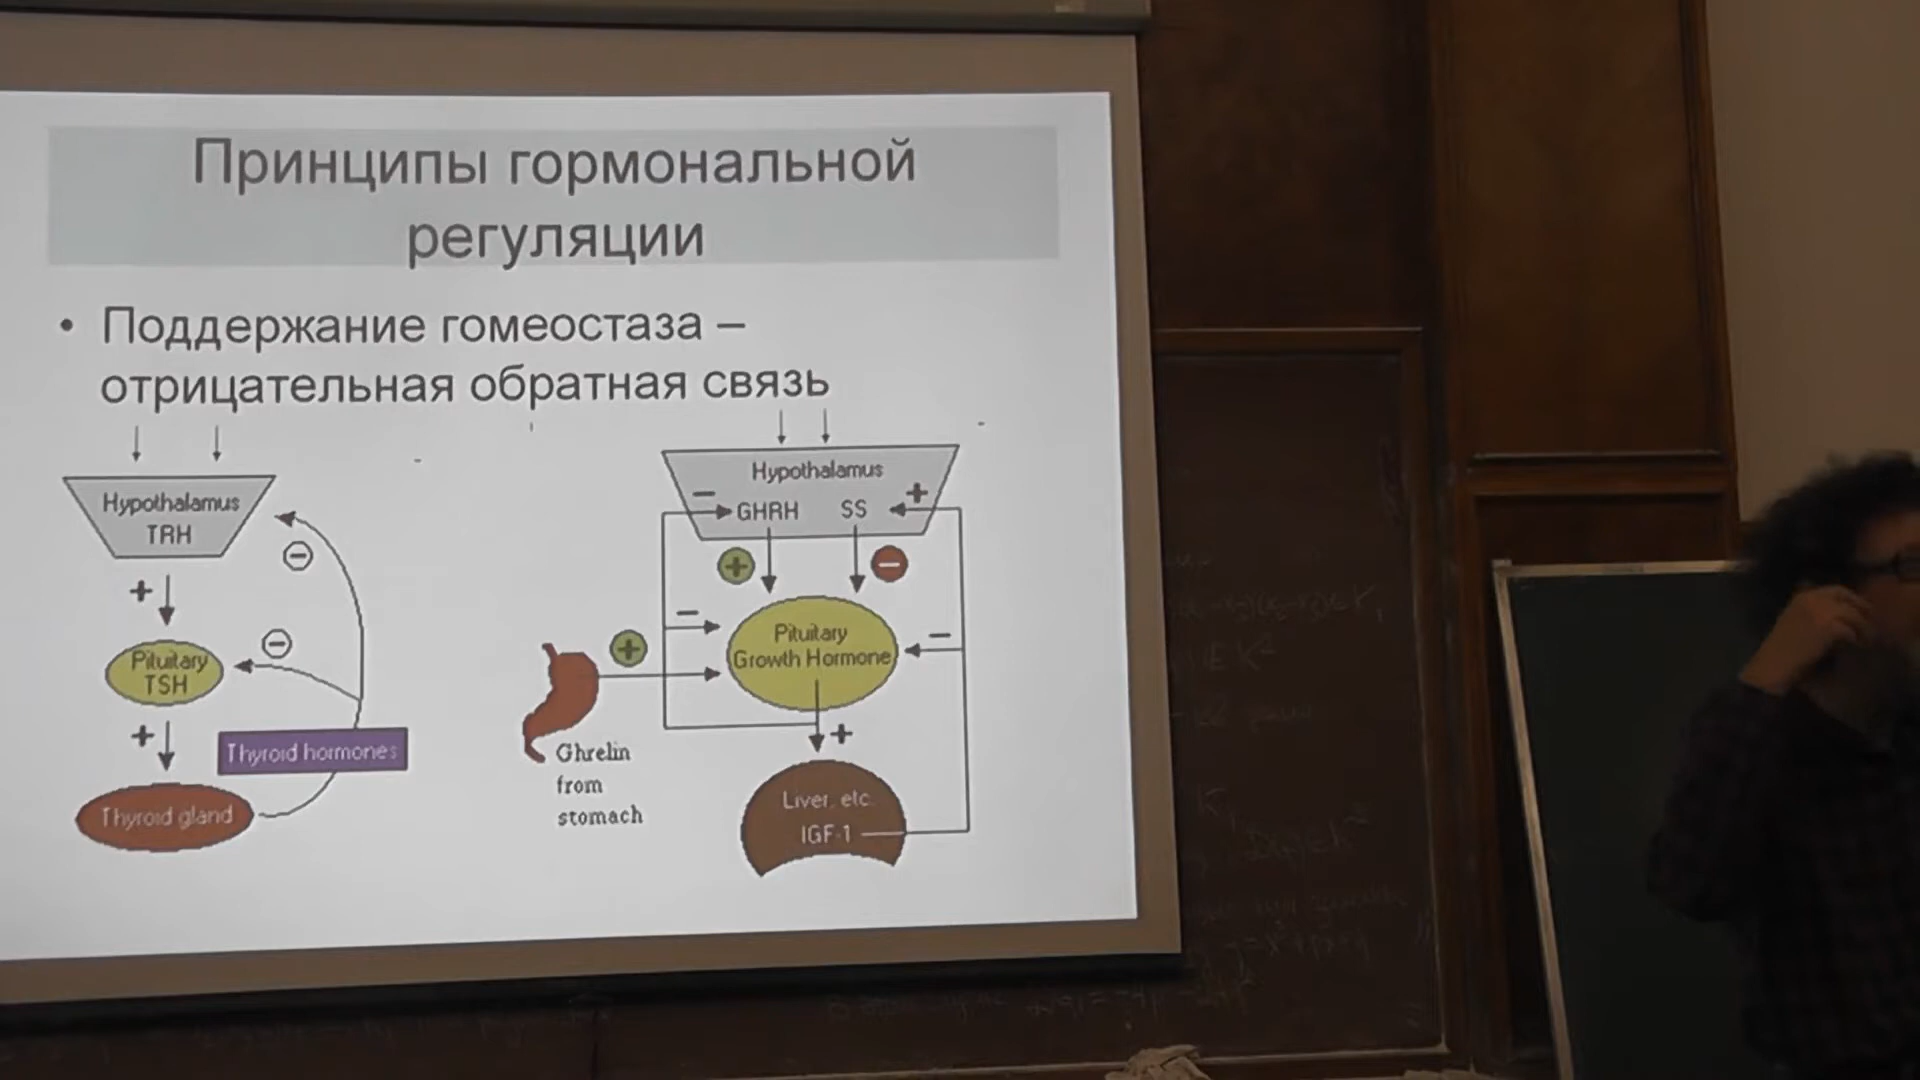 Принципы гормональной
регуляции
• Поддержание гомеостаза –
отрицательная обратная связь
Hypothalamus
TRH
−
+
−
Pituitary
TSH
+
Thyroid hormones
Thyroid gland
Hypothalamus
− +
GHRH SS
+ −
−
Pituitary
Growth Hormone
−
+
+
Ghrelin
from
stomach
Liver, etc.
IGF-1